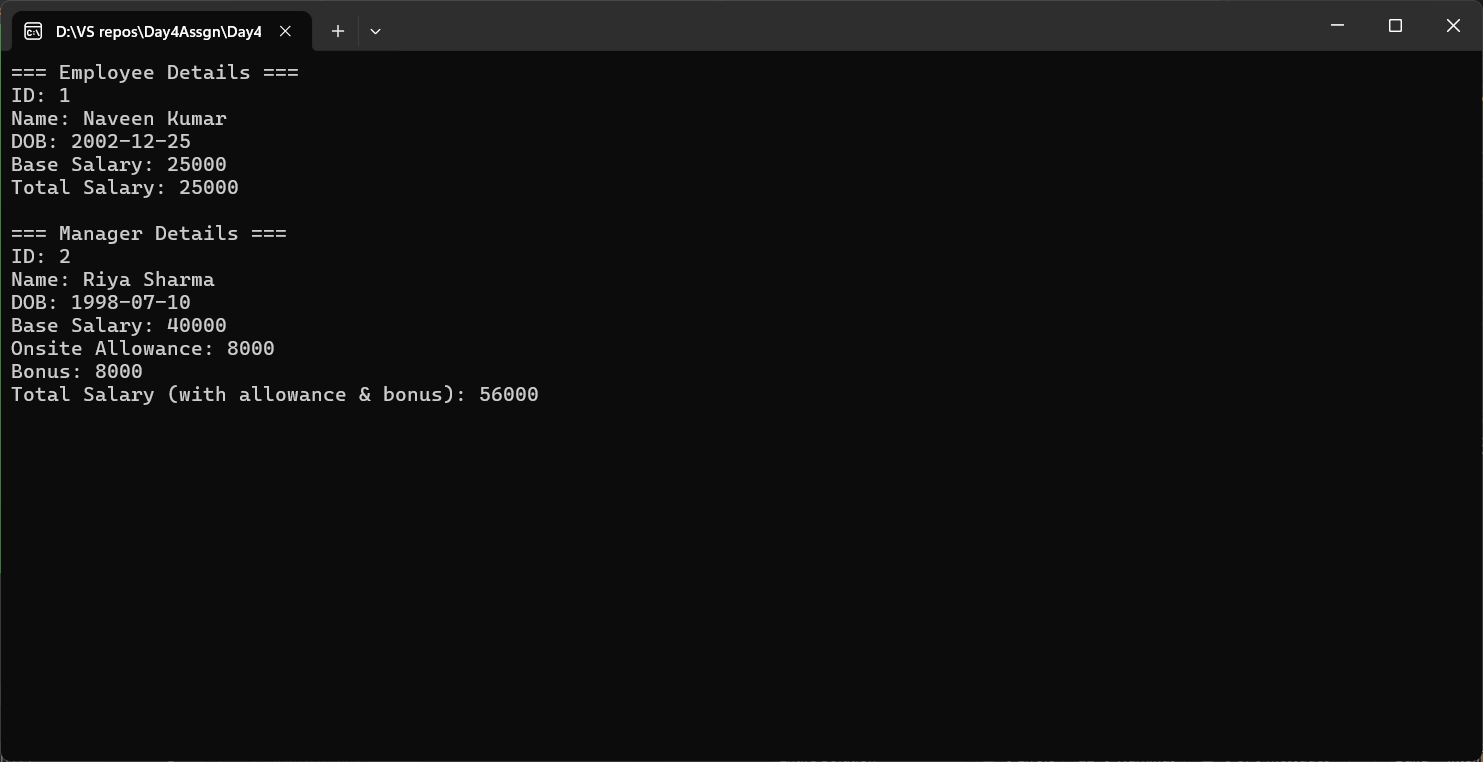 D:\VS repos\Day4Assgn\Day4
=== Employee Details ===
ID: 1
Name: Naveen Kumar
DOB: 2002-12-25
Base Salary: 25000
Total Salary: 25000
=== Manager Details ===
ID: 2
Name: Riya Sharma
DOB: 1998-07-10
Base Salary: 40000
Onsite Allowance: 8000
Bonus: 8000
Total Salary (with allowance & bonus): 56000